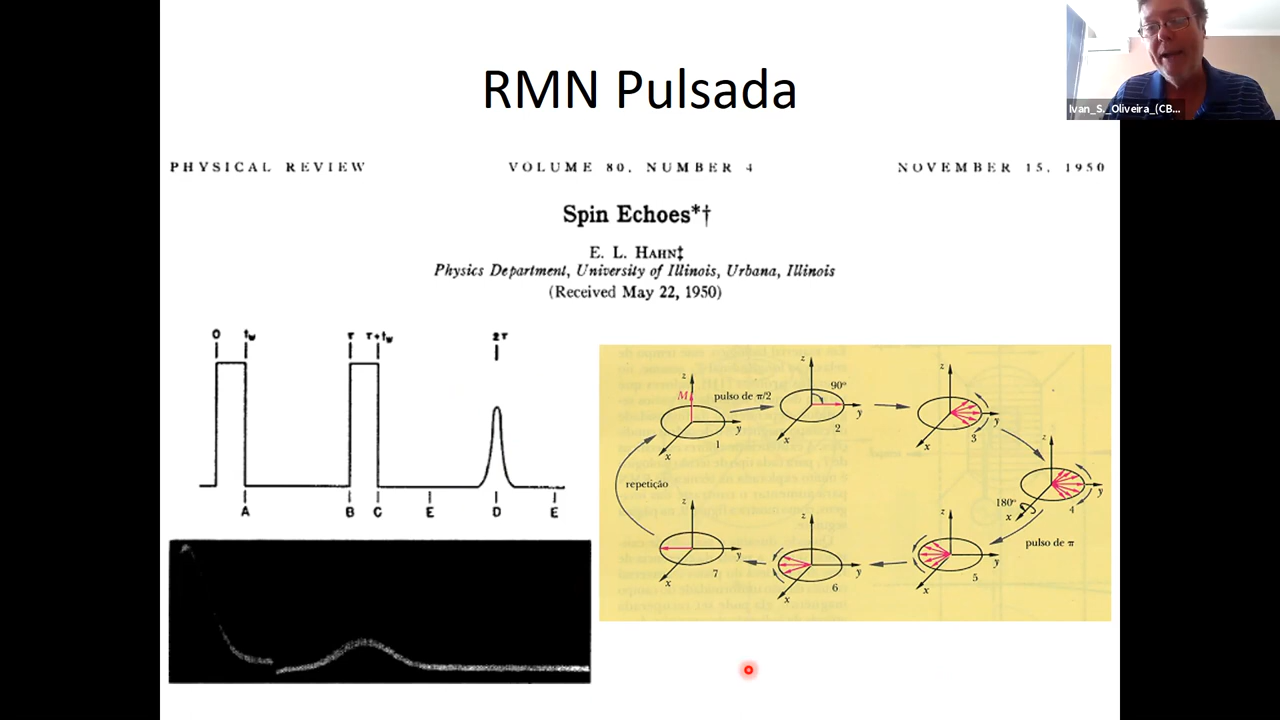 RMN Pulsada
Ivan_S._Oliveira_(CB...
PHYSICAL REVIEW VOLUME 80, NUMBER 4 NOVEMBER 15, 1950
Spin Echoes*†
E. L. HAHN‡
Physics Department, University of Illinois, Urbana, Illinois
(Received May 22, 1950)
0 tw τ τ+tw 2τ
A B C E D E
z M pulso de π/2 y x 1
z 90° y x 2
z y x 3
z 180° y x 4
pulso de π
z y x 5
z y x 6
z y x 7
repetição